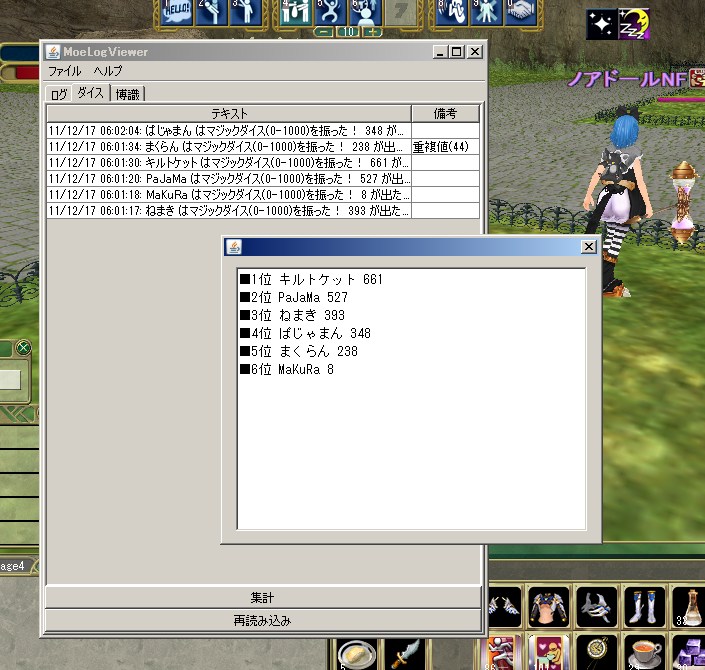 HELLO!
10
MoeLogViewer
ファイル ヘルプ
ログ ダイス 博識
テキスト 備考
11/12/17 06:02:04: ぱじゃまん はマジックダイス(0-1000)を振った！ 348 が...
11/12/17 06:01:34: まくらん はマジックダイス(0-1000)を振った！ 238 が出... 重複値(44)
11/12/17 06:01:30: キルトケット はマジックダイス(0-1000)を振った！ 661 が...
11/12/17 06:01:20: PaJaMa はマジックダイス(0-1000)を振った！ 527 が出...
11/12/17 06:01:18: MaKuRa はマジックダイス(0-1000)を振った！ 8 が出た...
11/12/17 06:01:17: ねまき はマジックダイス(0-1000)を振った！ 393 が出た...
ノアドールNF
ZZZ
■1位 キルトケット 661
■2位 PaJaMa 527
■3位 ねまき 393
■4位 ぱじゃまん 348
■5位 まくらん 238
■6位 MaKuRa 8
age4
集計
再読み込み